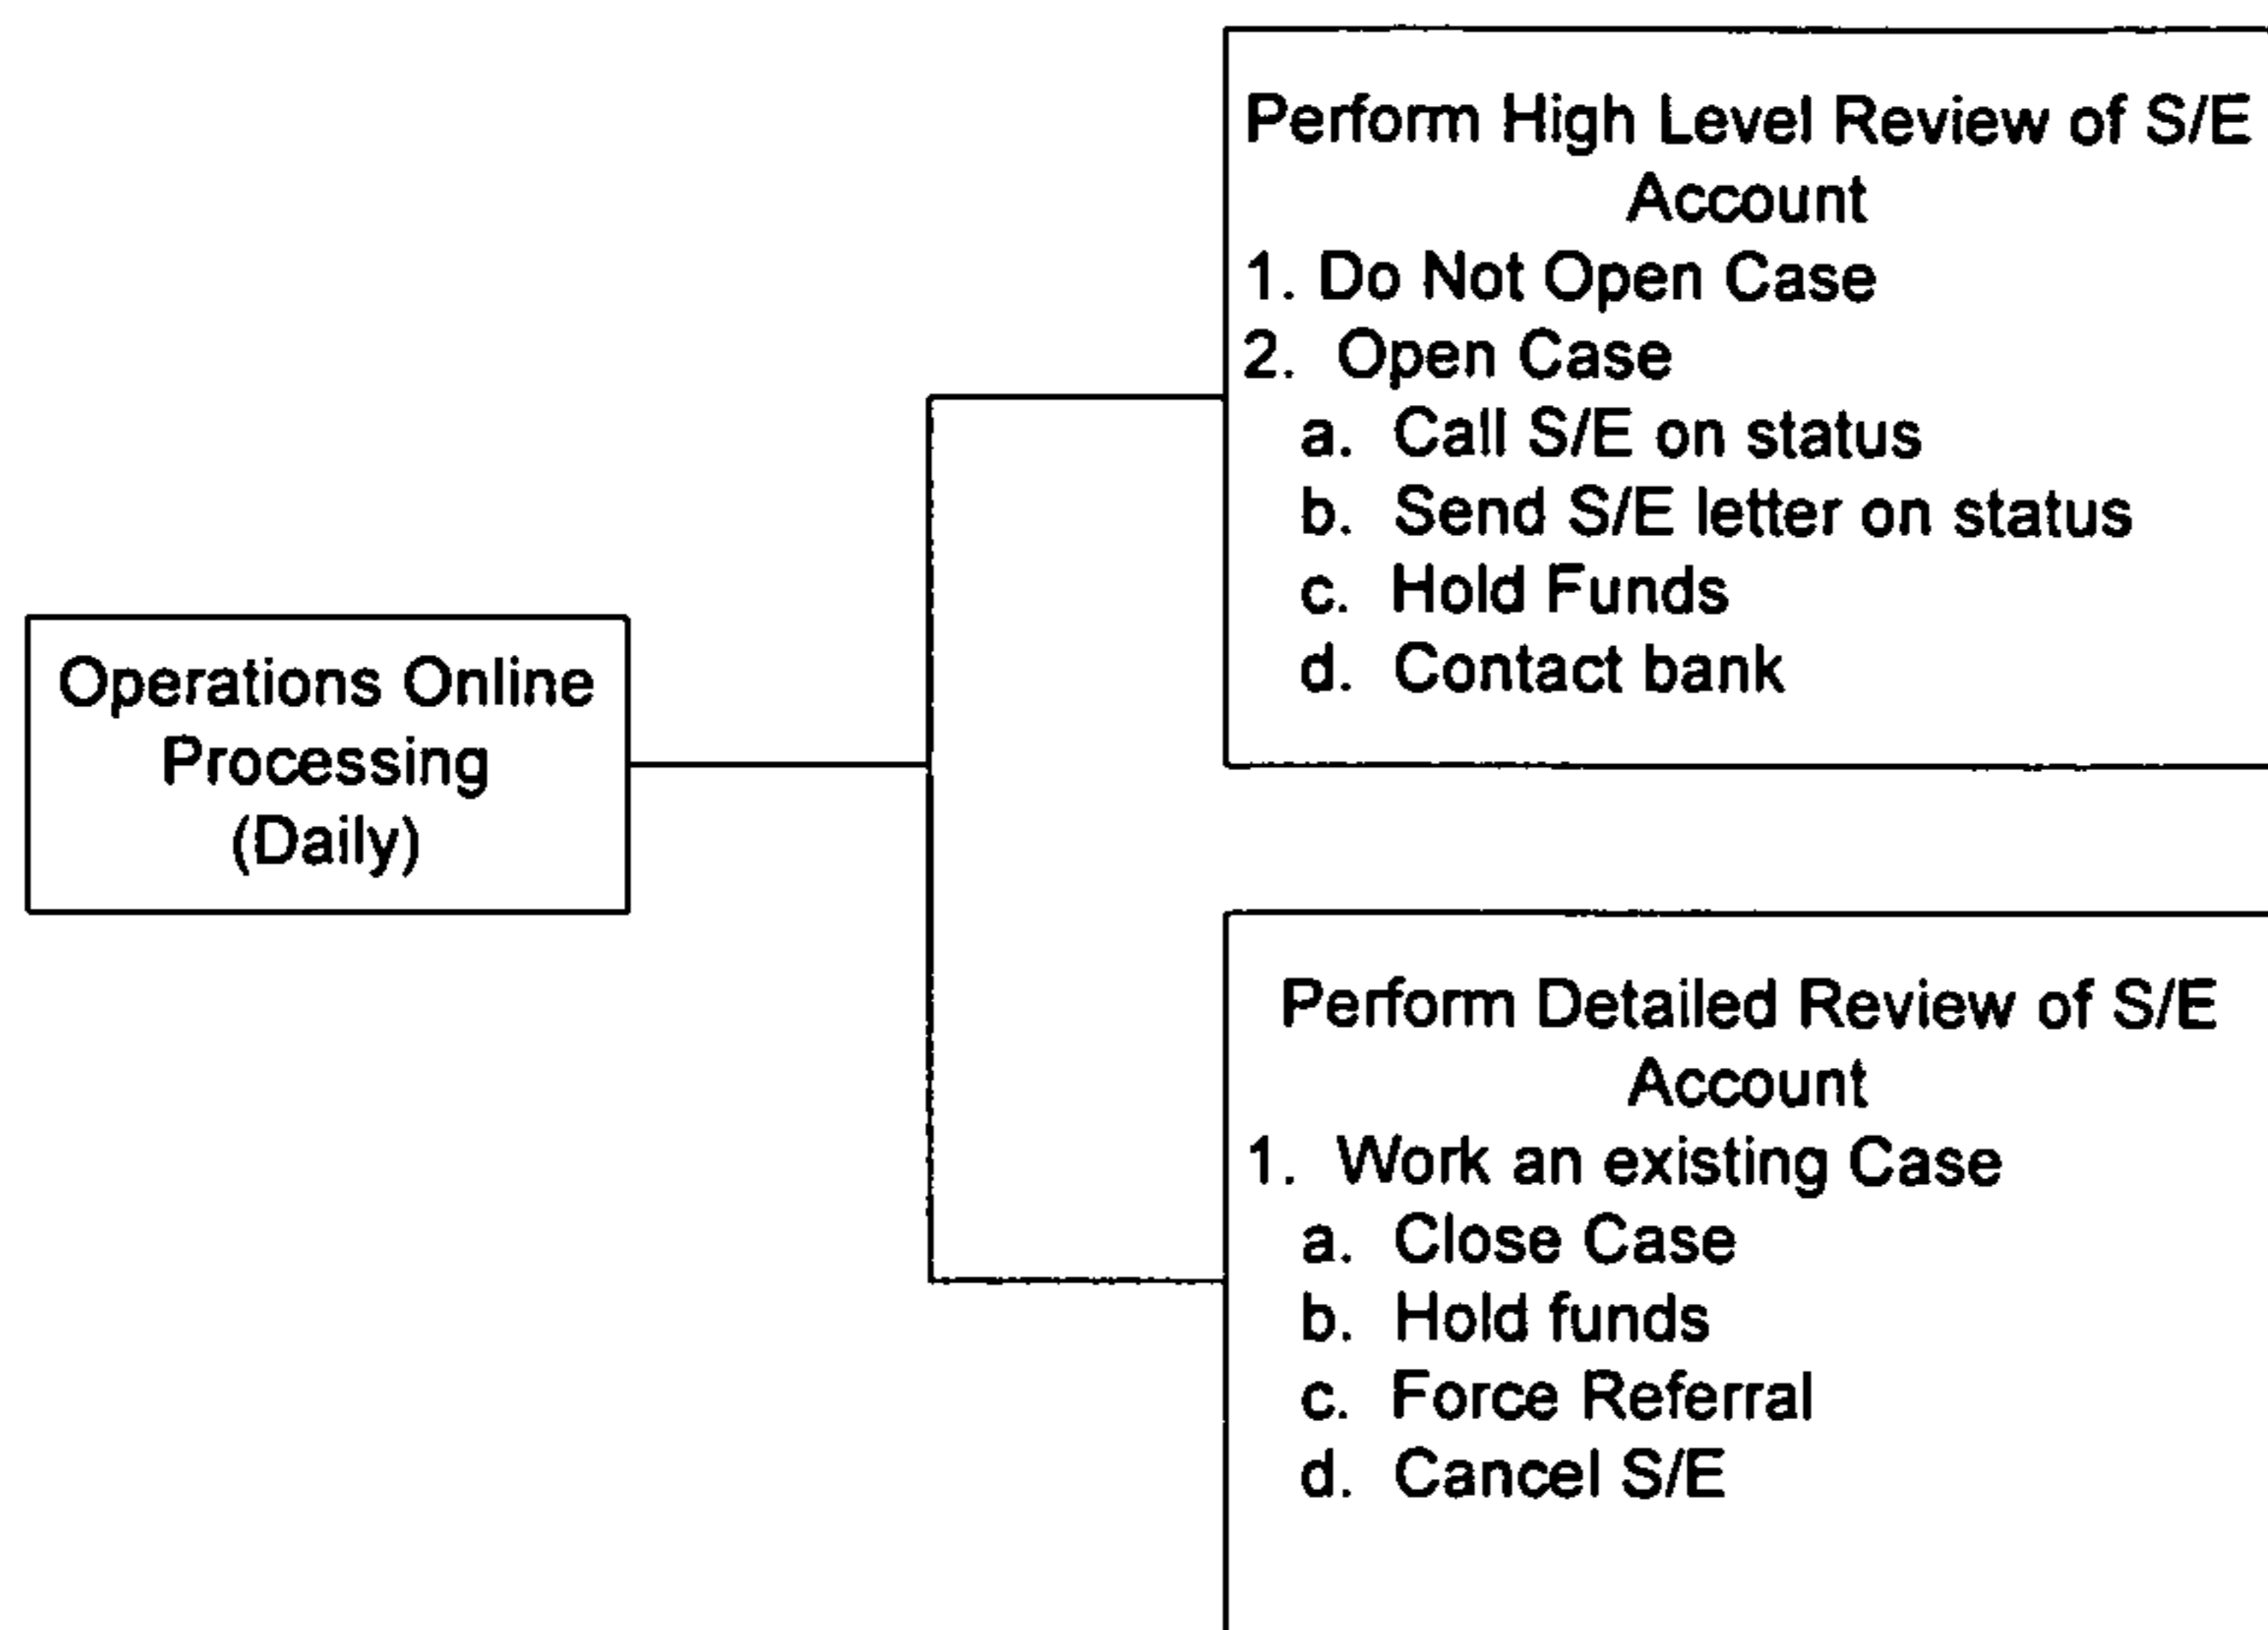 Operations Online
Processing
(Daily)
Perform High Level Review of S/E
Account
1. Do Not Open Case
2. Open Case
a. Call S/E on status
b. Send S/E letter on status
c. Hold Funds
d. Contact bank
Perform Detailed Review of S/E
Account
1. Work an existing Case
a. Close Case
b. Hold funds
c. Force Referral
d. Cancel S/E